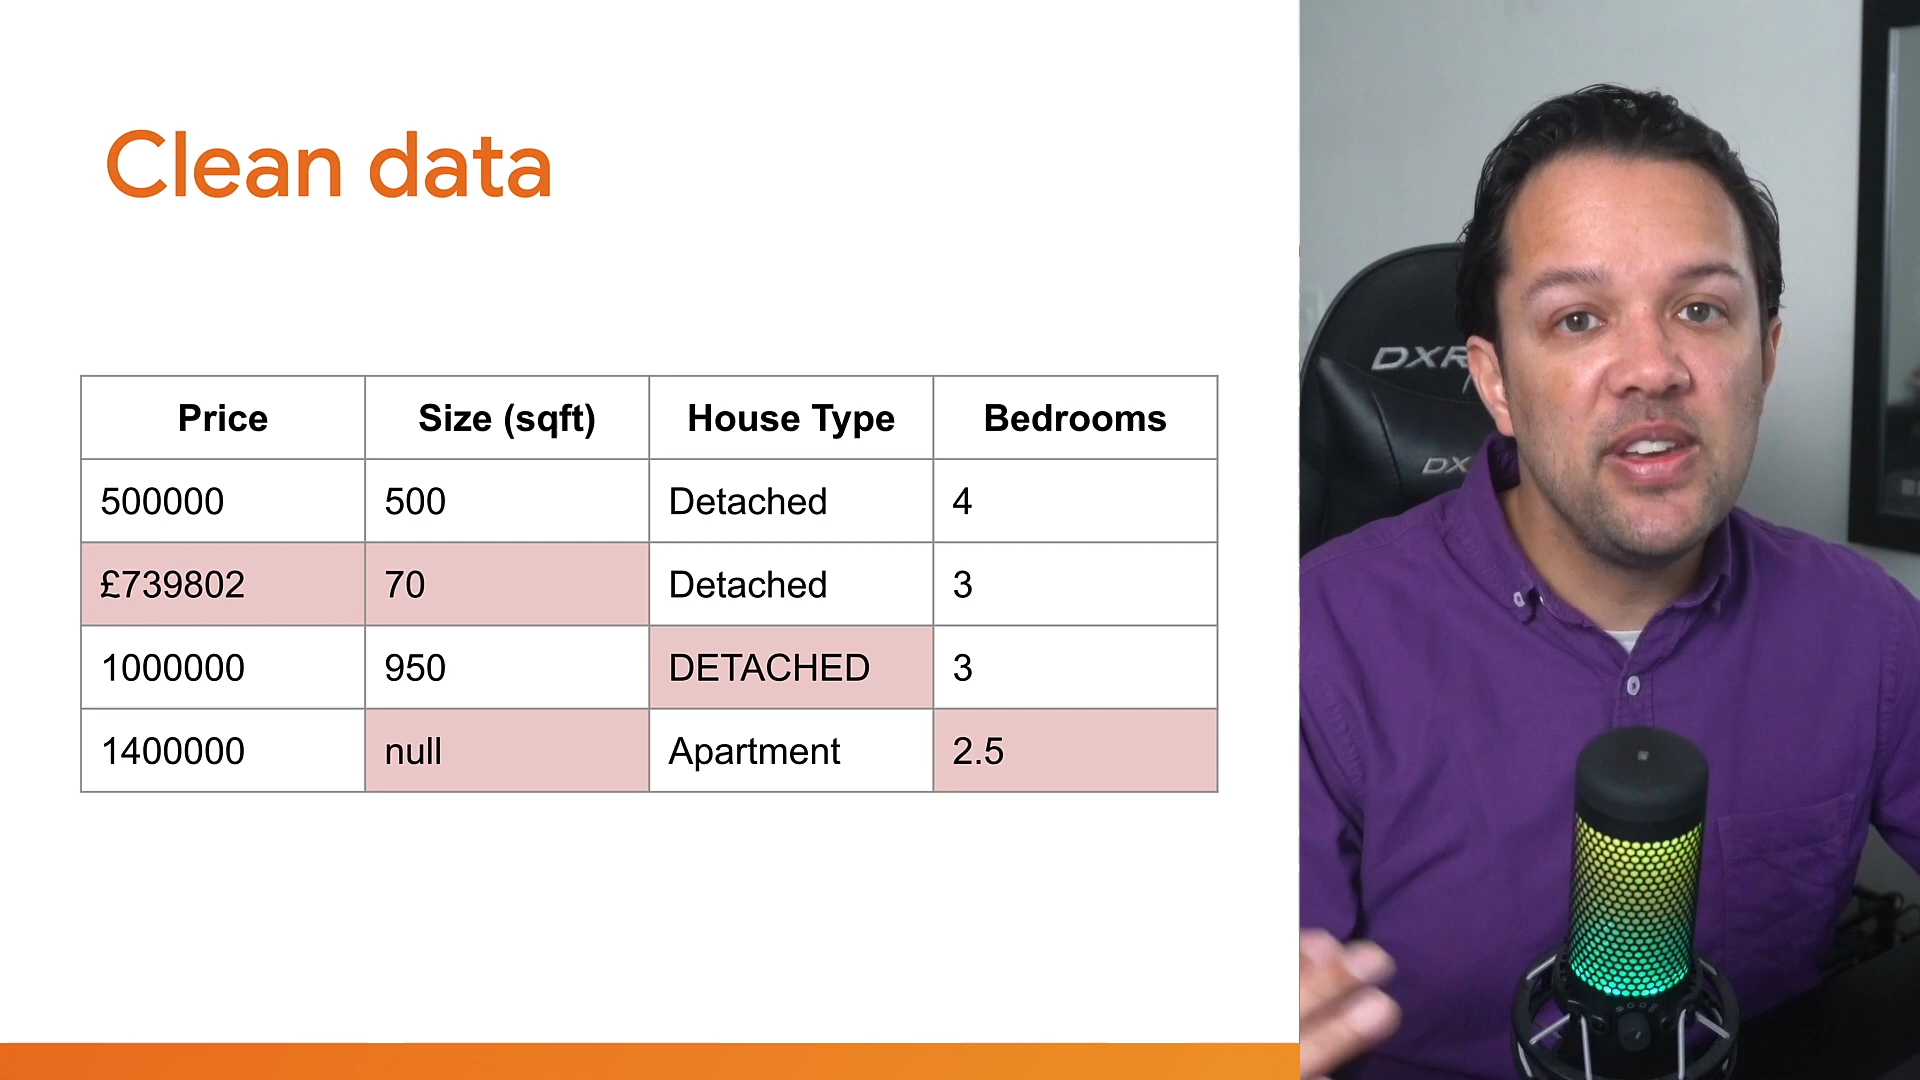 Clean data
Price Size (sqft) House Type Bedrooms
500000 500 Detached 4
£739802 70 Detached 3
1000000 950 DETACHED 3
1400000 null Apartment 2.5